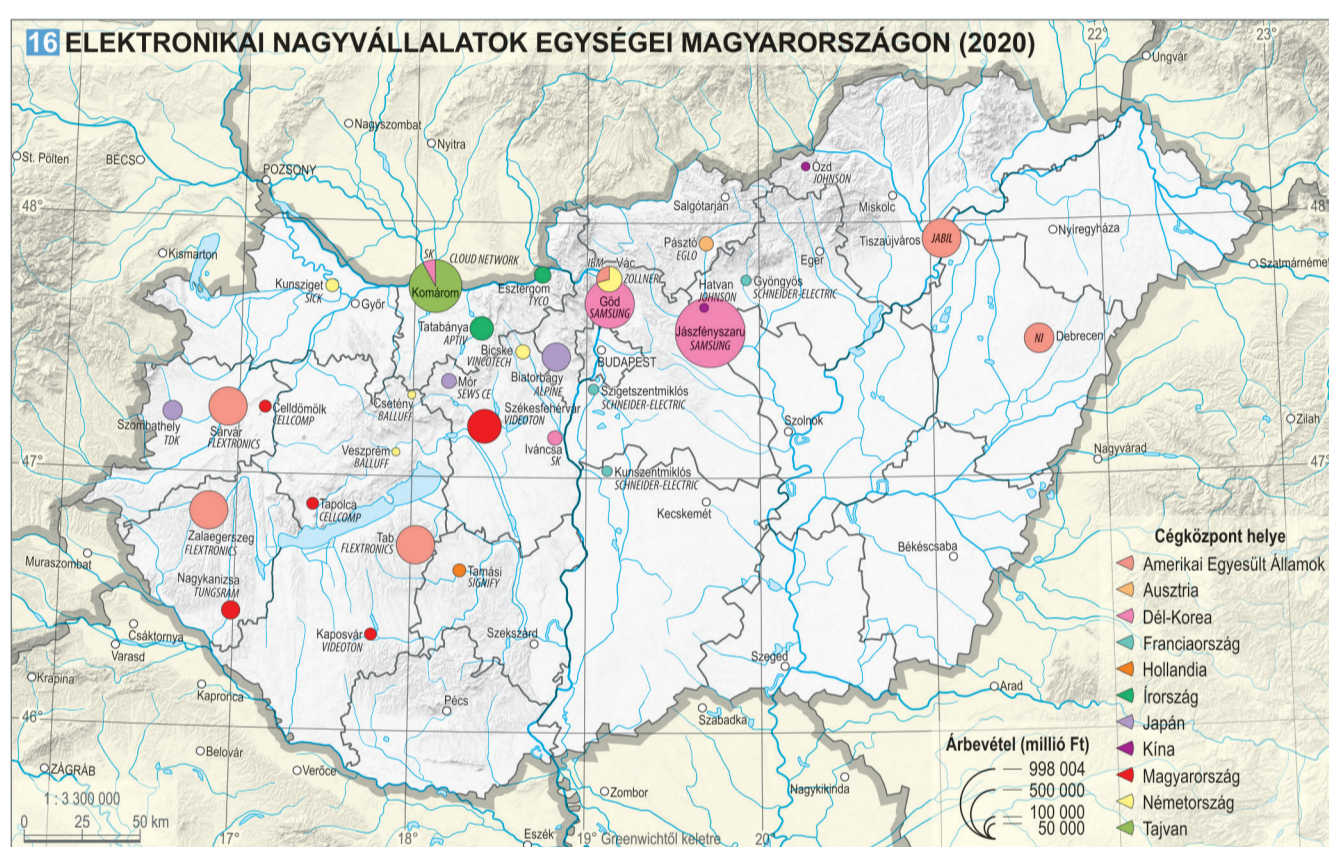 16 ELEKTRONIKAI NAGYVÁLLALATOK EGYSÉGEI MAGYARORSZÁGON (2020)
22°
23°
Ungvár
Nagyszombat
Nyitra
St. Pölten
BÉCS
POZSONY
Ózd
JOHNSON
48°
Salgótarján
Miskolc
48°
Kismarton
SK
CLOUD NETWORK
Pásztó
EGLO
Tiszaújváros
JABIL
Nyíregyháza
Eger
Szatmárnémeti
Kunsziget
SICK
Komárom
Esztergom
TYCO
IBM
Vác
ZOLLNER
Hatvan
JOHNSON
Gyöngyös
SCHNEIDER-ELECTRIC
Győr
Göd
SAMSUNG
Tatabánya
APTIV
Jászfényszaru
SAMSUNG
NI
Debrecen
Bicske
VINCOTECH
BUDAPEST
Biatorbágy
ALPINE
Mór
SEWS CE
Csetény
BALLUFF
Szigetszentmiklós
SCHNEIDER-ELECTRIC
Szombathely
TDK
Sárvár
FLEXTRONICS
Celldömölk
CELLCOMP
Székesfehérvár
VIDEOTON
Szolnok
Zilah
Iváncsa
SK
Veszprém
BALLUFF
Nagyvárad
47°
47°
Kunszentmiklós
SCHNEIDER-ELECTRIC
Tapolca
CELLCOMP
Kecskemét
Zalaegerszeg
FLEXTRONICS
Tab
FLEXTRONICS
Békéscsaba
Muraszombat
Tamási
SIGNIFY
Nagykanizsa
TUNGSRAM
Csáktornya
Varasd
Kaposvár
VIDEOTON
Szekszárd
Szeged
Krapina
Kapronca
Pécs
Arad
46°
Szabadka
Belovár
ZÁGRÁB
Verőce
Zombor
Nagykikinda
Eszék
1 : 3 300 000
0 25 50 km
17°
18°
19° Greenwichtől keletre
20
Árbevétel (millió Ft)
998 004
500 000
100 000
50 000
Cégközpont helye
Amerikai Egyesült Államok
Ausztria
Dél-Korea
Franciaország
Hollandia
Írország
Japán
Kína
Magyarország
Németország
Tajvan